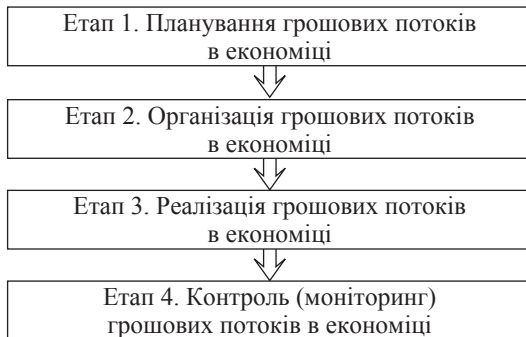 Етап 1. Планування грошових потоків
в економіці
Етап 2. Організація грошових потоків
в економіці
Етап 3. Реалізація грошових потоків
в економіці
Етап 4. Контроль (моніторинг)
грошових потоків в економіці